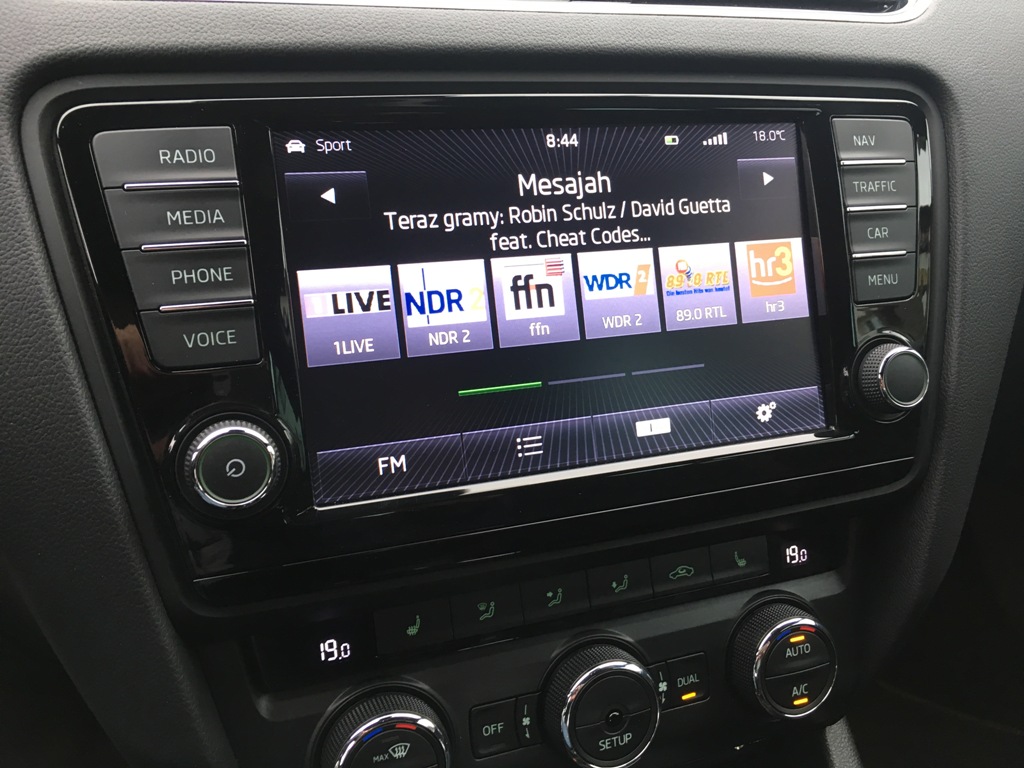 RADIO
MEDIA
PHONE
VOICE
Sport
8:44
18.0°C
Mesajah
Teraz gramy: Robin Schulz / David Guetta
feat. Cheat Codes...
1LIVE
NDR 2
ffn
WDR 2
89.0 RTL
hr3
LIVE
NDR 2
ffn
WDR 2
89.0 RTL
hr3
FM
NAV
TRAFFIC
CAR
MENU
19.0
19.0
MAX
OFF
SETUP
DUAL
AUTO
A/C